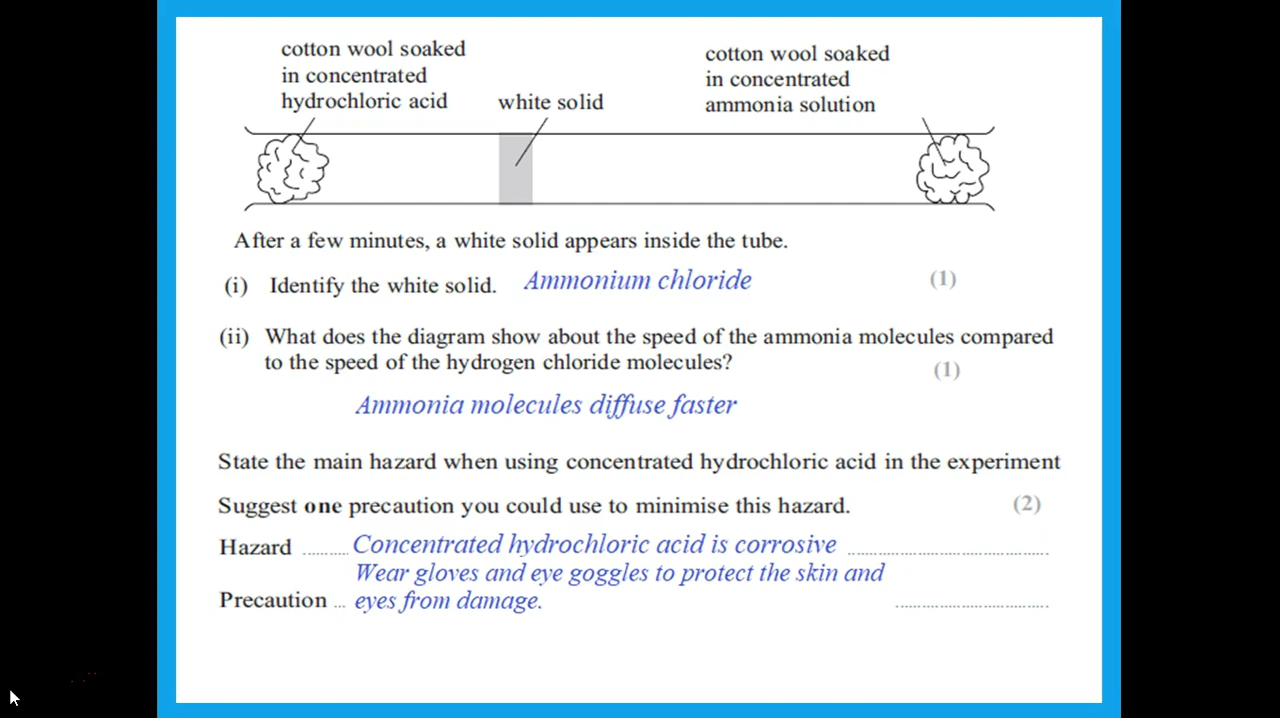 cotton wool soaked
in concentrated
hydrochloric acid
white solid
cotton wool soaked
in concentrated
ammonia solution
After a few minutes, a white solid appears inside the tube.
(i) Identify the white solid. Ammonium chloride (1)
(ii) What does the diagram show about the speed of the ammonia molecules compared
to the speed of the hydrogen chloride molecules?
(1)
Ammonia molecules diffuse faster
State the main hazard when using concentrated hydrochloric acid in the experiment
Suggest one precaution you could use to minimise this hazard. (2)
Hazard ......... Concentrated hydrochloric acid is corrosive ........................................
Wear gloves and eye goggles to protect the skin and
Precaution ... eyes from damage. ..............................